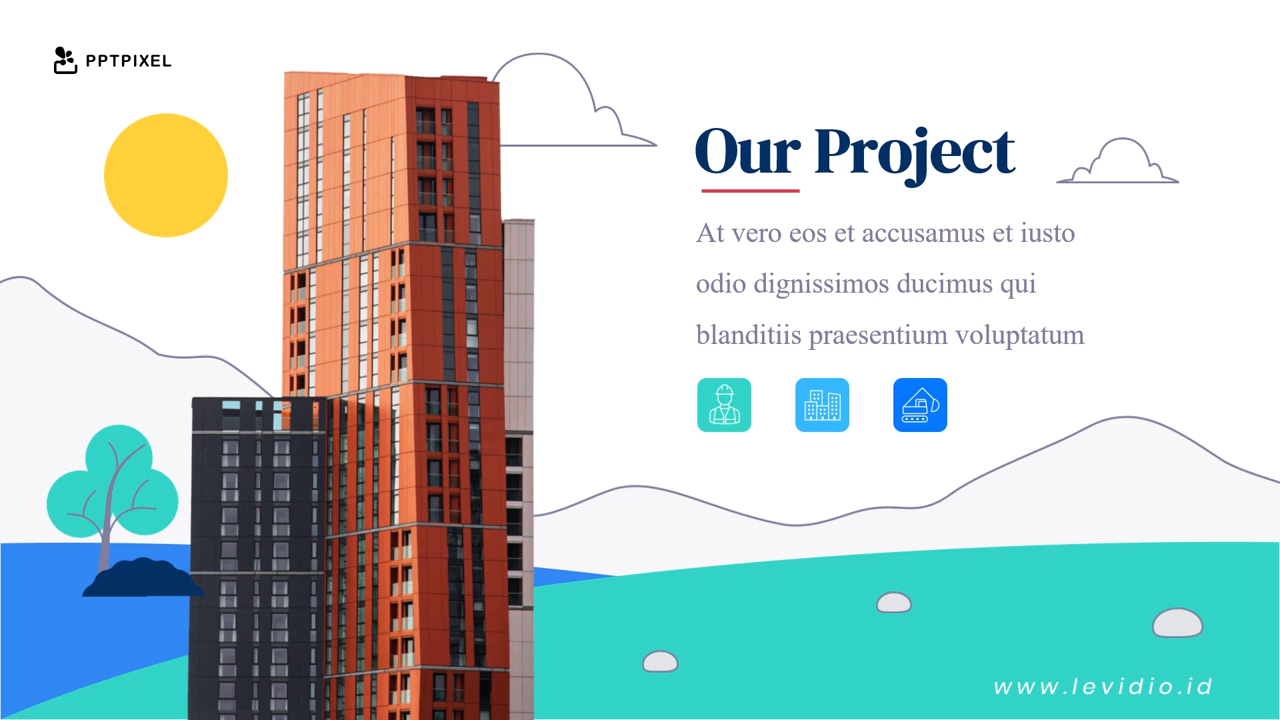 PPTPIXEL
Our Project
At vero eos et accusamus et iusto
odio dignissimos ducimus qui
blanditiis praesentium voluptatum
www.levidio.id